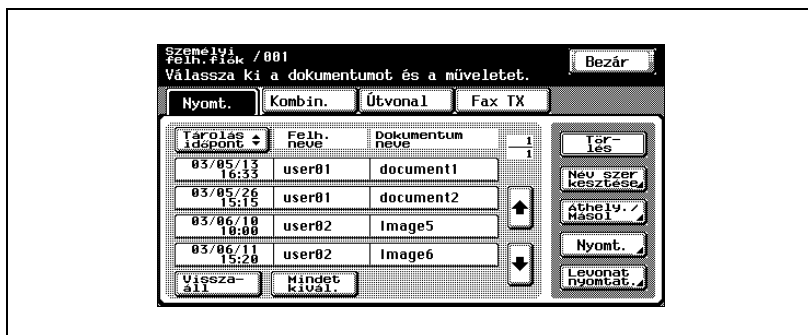 Személyi
felh.fiók /001
Válassza ki a dokumentumot és a müveletet.
Bezár
Nyomt.
Kombin.
Útvonal
Fax TX
Tárolás
időpont
Felh.
neve
Dokumentum
neve
1
1
03/05/13
16:33
user01
document1
03/05/26
15:15
user01
document2
03/06/10
10:00
user02
Image5
03/06/11
15:20
user02
Image6
Vissza-
áll
Mindet
kivál.
Tör-
lés
Név szer
kesztése
Áthely./
Másol
Nyomt.
Levonat
nyomtat.